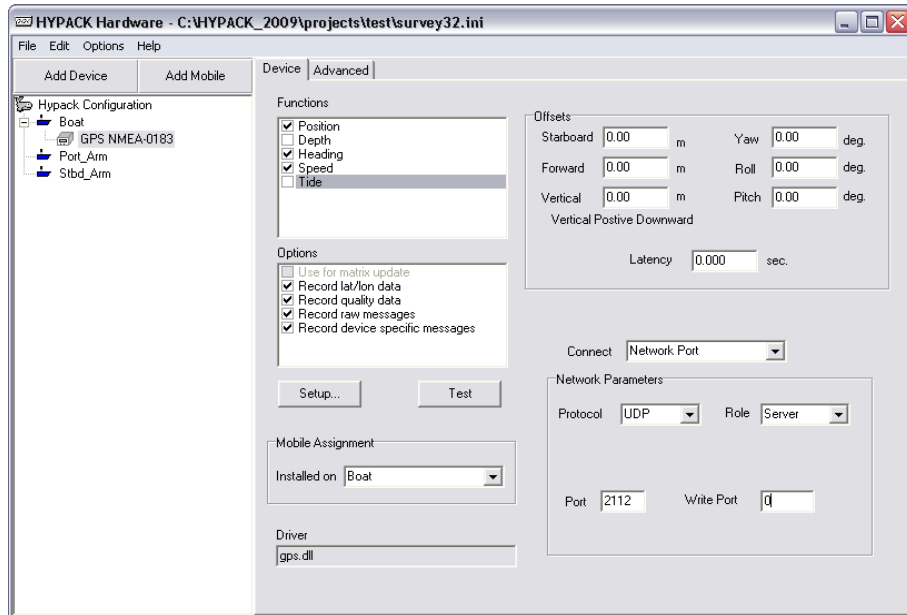 HYPACK Hardware - C:\HYPACK_2009\projects\test\survey32.ini
File Edit Options Help
Add Device Add Mobile
Hypack Configuration
Boat
GPS NMEA-0183
Port_Arm
Stbd_Arm
Device Advanced
Functions
Position
Depth
Heading
Speed
Tide
Options
Use for matrix update
Record lat/lon data
Record quality data
Record raw messages
Record device specific messages
Setup... Test
Mobile Assignment
Installed on Boat
Driver
gps.dll
Offsets
Starboard 0.00 m Yaw 0.00 deg.
Forward 0.00 m Roll 0.00 deg.
Vertical 0.00 m Pitch 0.00 deg.
Vertical Postive Downward
Latency 0.000 sec.
Connect Network Port
Network Parameters
Protocol UDP Role Server
Port 2112 Write Port 0